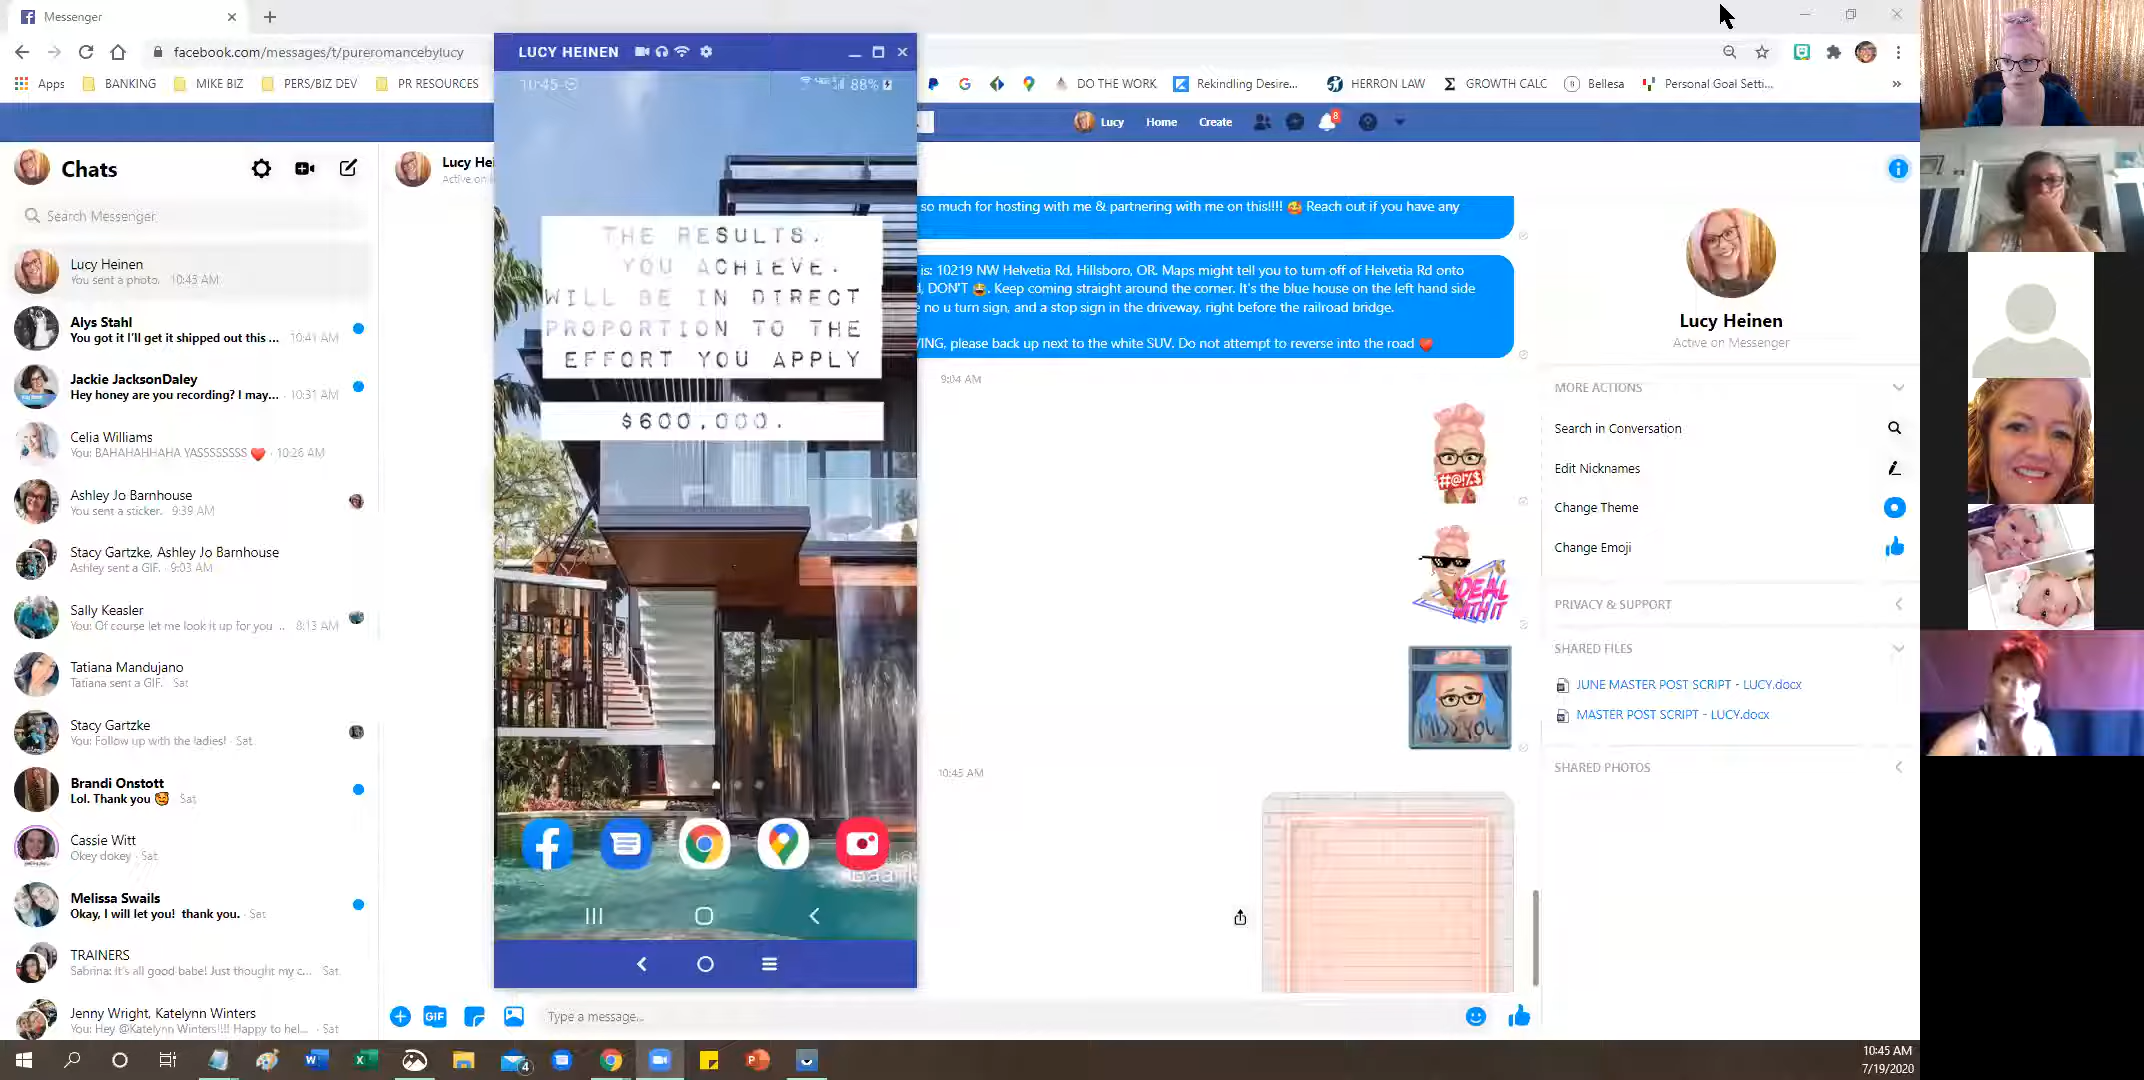 Messenger
facebook.com/messages/t/pureromancebylucy
Apps
BANKING
MIKE BIZ
PERS/BIZ DEV
PR RESOURCES
DO THE WORK
Rekindling Desire...
HERRON LAW
GROWTH CALC
Bellesa
Personal Goal Setti...
Lucy
Home
Create
8
Chats
Search Messenger
Lucy Heinen
You sent a photo. · 10:45 AM
Alys Stahl
You got it I'll get it shipped out this ... · 10:41 AM
Jackie JacksonDaley
Hey honey are you recording? I may... · 10:31 AM
Celia Williams
You: BAHAHAHHAHA YASSSSSSSS ❤️ · 10:26 AM
Ashley Jo Barnhouse
You sent a sticker. · 9:39 AM
Stacy Gartzke, Ashley Jo Barnhouse
Ashley sent a GIF. · 9:03 AM
Sally Keasler
You: Of course let me look it up for you ... · 8:13 AM
Tatiana Mandujano
Tatiana sent a GIF. · Sat
Stacy Gartzke
You: Follow up with the ladies! · Sat
Brandi Onstott
Lol. Thank you 🥰 · Sat
Cassie Witt
Okey dokey · Sat
Melissa Swails
Okay, I will let you! thank you. · Sat
TRAINERS
Sabrina: It's all good babe! Just thought my c... · Sat
Jenny Wright, Katelynn Winters
You: Hey @Katelynn Winters!!!! Happy to hel... · Sat
Lucy Hei
Active on
LUCY HEINEN
10:45
88%
THE RESULTS.
YOU ACHIEVE.
WILL BE IN DIRECT
PROPORTION TO THE
EFFORT YOU APPLY
$600,000.
so much for hosting with me & partnering with me on this!!!! 🥰 Reach out if you have any
is: 10219 NW Helvetia Rd, Hillsboro, OR. Maps might tell you to turn off of Helvetia Rd onto
, DON'T 😂. Keep coming straight around the corner. It's the blue house on the left hand side
no u turn sign, and a stop sign in the driveway, right before the railroad bridge.
ING, please back up next to the white SUV. Do not attempt to reverse into the road ❤️
9:04 AM
#@!%$
DEAL
WITH IT
MISS YOU
10:45 AM
GIF
Type a message...
Lucy Heinen
Active on Messenger
MORE ACTIONS
Search in Conversation
Edit Nicknames
Change Theme
Change Emoji
PRIVACY & SUPPORT
SHARED FILES
JUNE MASTER POST SCRIPT - LUCY.docx
MASTER POST SCRIPT - LUCY.docx
SHARED PHOTOS
4
10:45 AM
7/19/2020